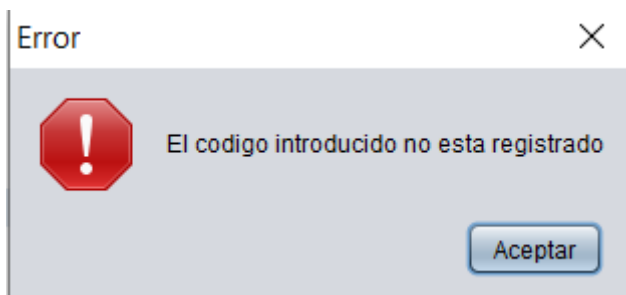 Error
El codigo introducido no esta registrado
Aceptar